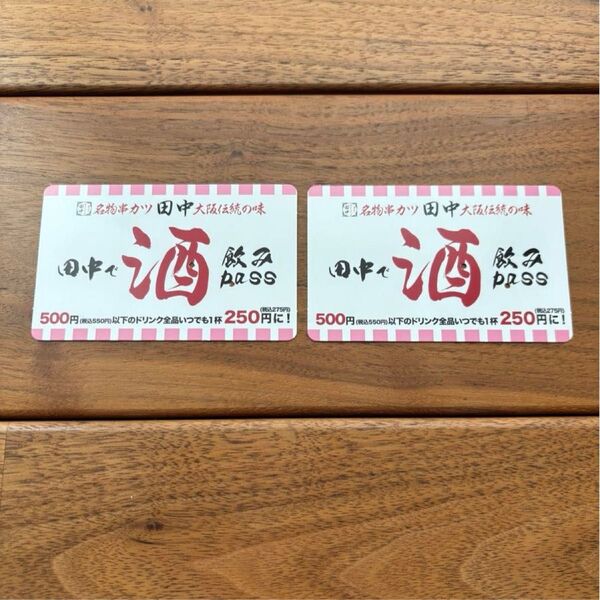 名物串カツ 田中 大阪伝統の味
田中で 酒 飲み
pass
500円(税込550円)以下のドリンク全品いつでも1杯 250円に!
(税込275円)
名物串カツ 田中 大阪伝統の味
田中で 酒 飲み
pass
500円(税込550円)以下のドリンク全品いつでも1杯 250円に!
(税込275円)